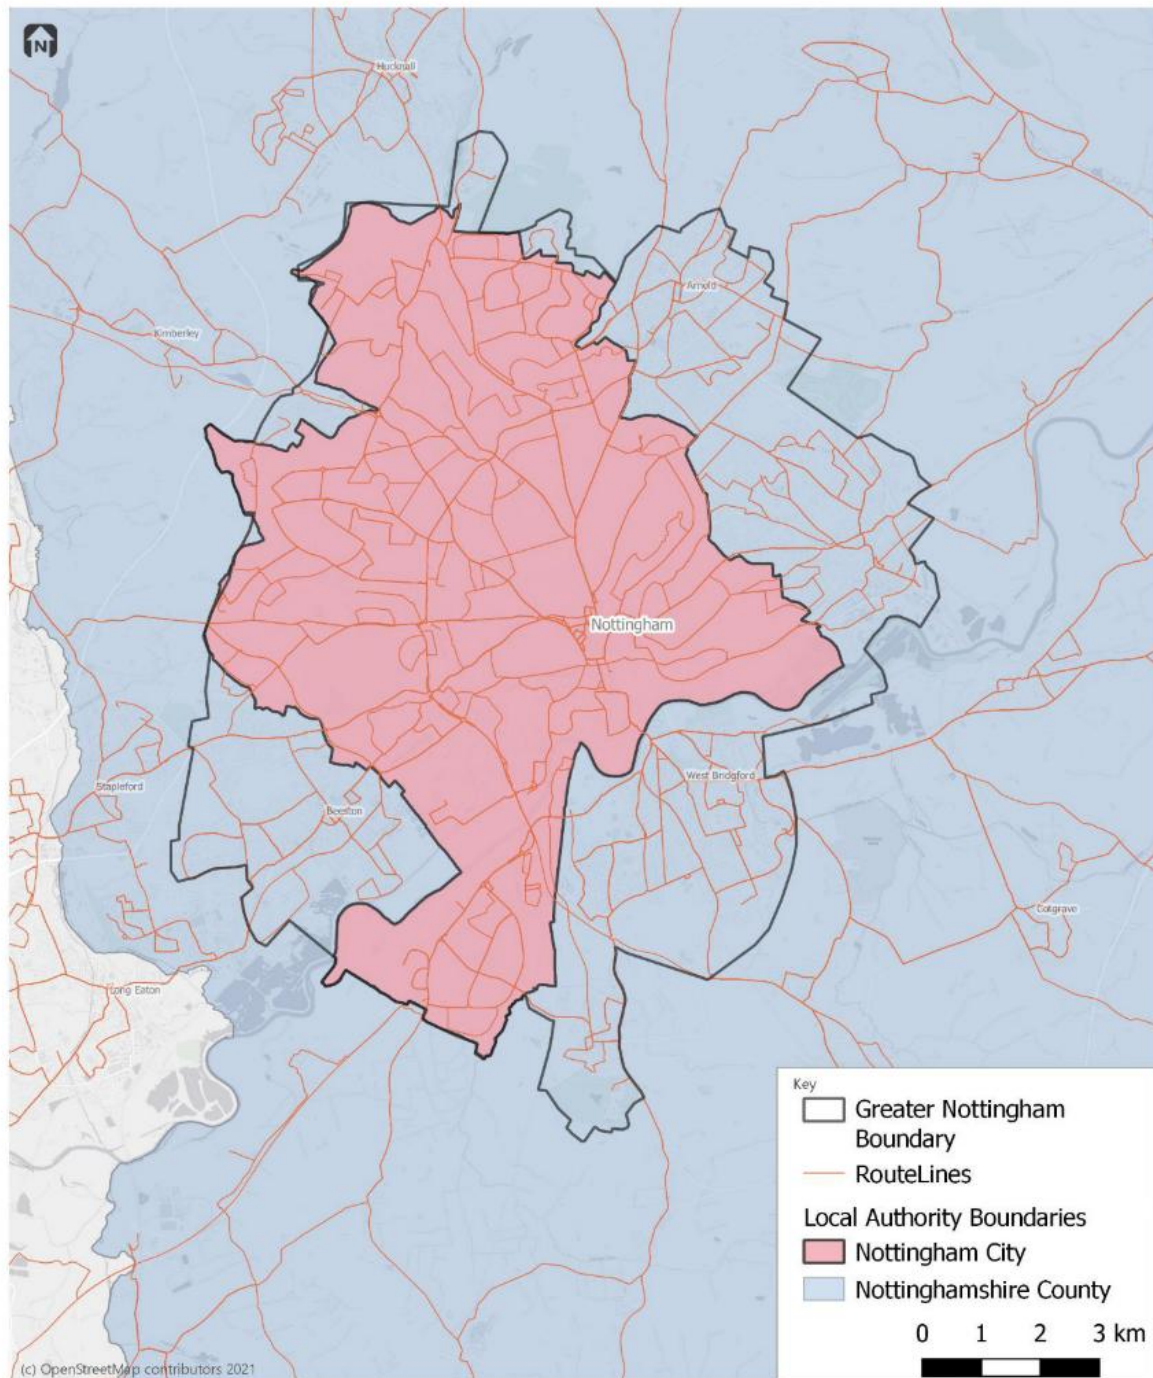 N
Hucknall
Arnold
Kimberley
Nottingham
West Bridgford
Stapleford
Beeston
Cotgrave
Long Eaton
Key
Greater Nottingham
Boundary
RouteLines
Local Authority Boundaries
Nottingham City
Nottinghamshire County
0 1 2 3 km
(c) OpenStreetMap contributors 2021